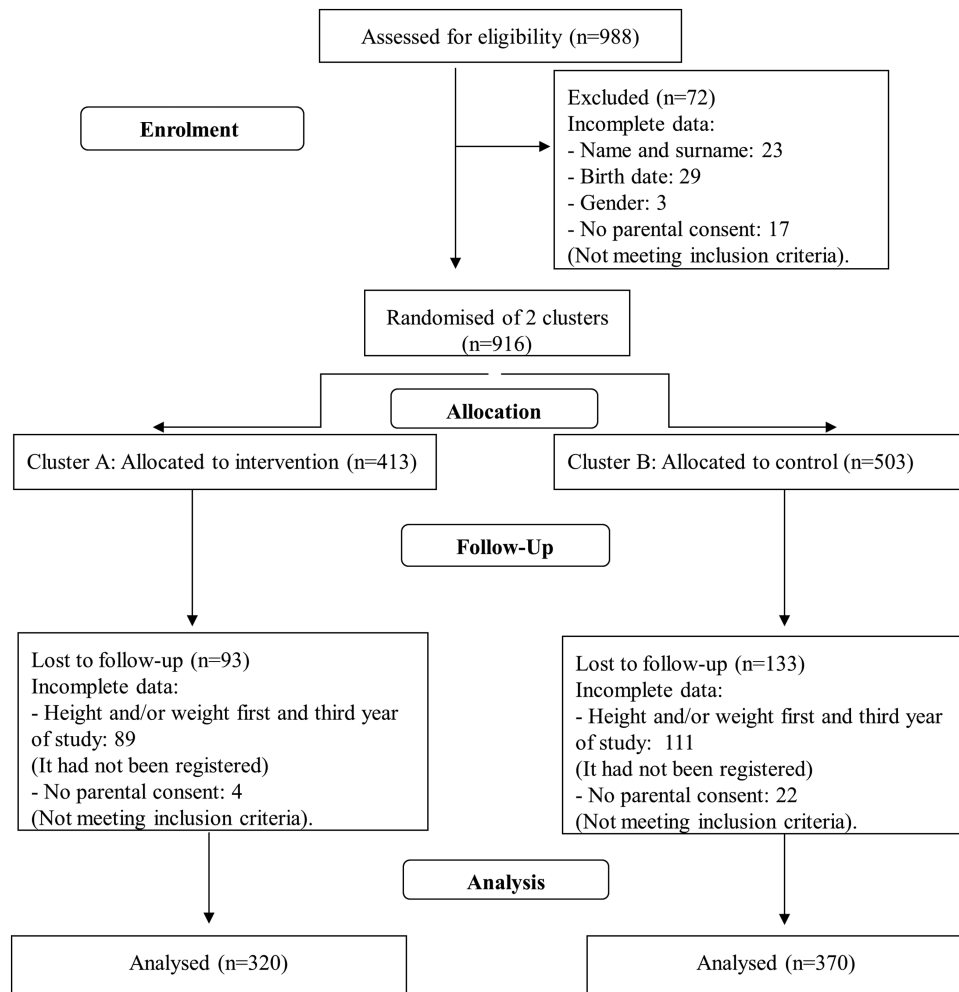 Assessed for eligibility (n=988)
Excluded (n=72)
Incomplete data:
- Name and surname: 23
- Birth date: 29
- Gender: 3
- No parental consent: 17
(Not meeting inclusion criteria).
Enrolment
Randomised of 2 clusters
(n=916)
Allocation
Cluster A: Allocated to intervention (n=413)
Cluster B: Allocated to control (n=503)
Follow-Up
Lost to follow-up (n=93)
Incomplete data:
- Height and/or weight first and third year
of study: 89
(It had not been registered)
- No parental consent: 4
(Not meeting inclusion criteria).
Lost to follow-up (n=133)
Incomplete data:
- Height and/or weight first and third year
of study:  111
(It had not been registered)
- No parental consent: 22
(Not meeting inclusion criteria).
Analysis
Analysed (n=320)
Analysed (n=370)